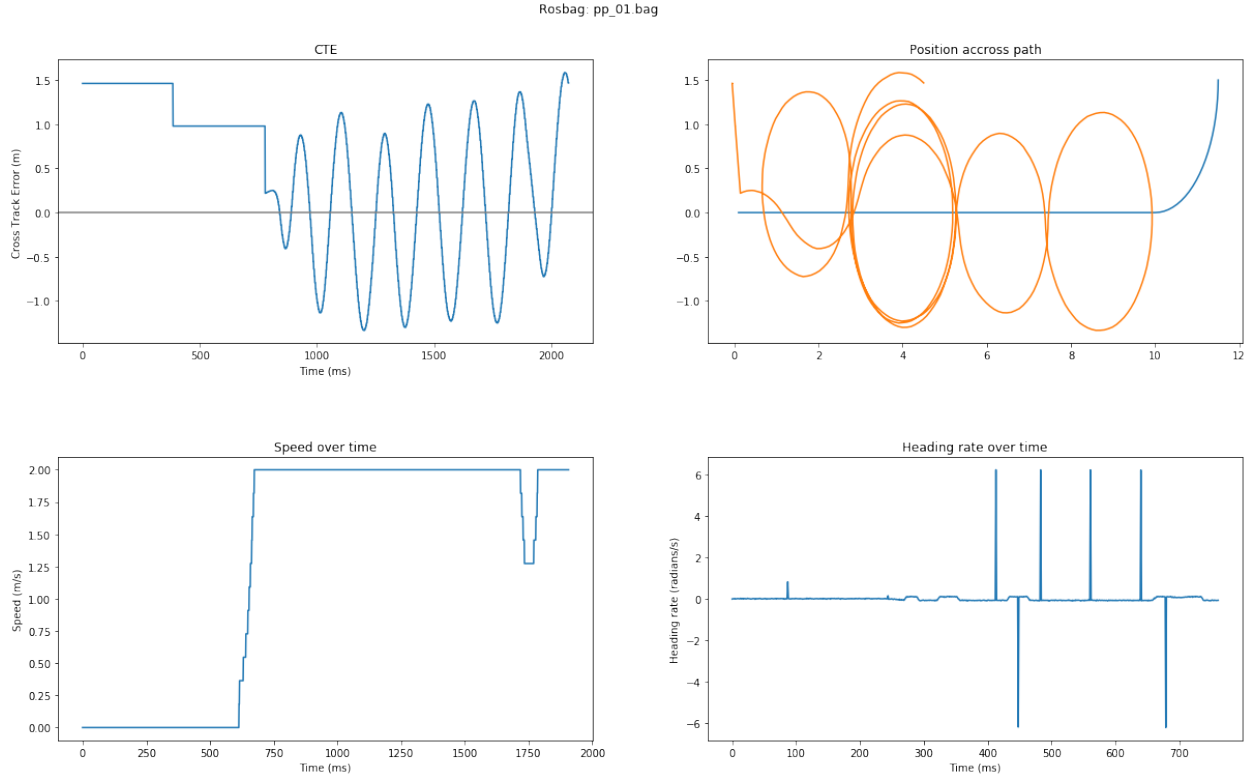 Rosbag: pp_01.bag
CTE
Cross Track Error (m)
1.5
1.0
0.5
0.0
−0.5
−1.0
0 500 1000 1500 2000
Time (ms)
Position accross path
1.5
1.0
0.5
0.0
−0.5
−1.0
0 2 4 6 8 10 12
Speed over time
Speed (m/s)
2.00
1.75
1.50
1.25
1.00
0.75
0.50
0.25
0.00
0 250 500 750 1000 1250 1500 1750 2000
Time (ms)
Heading rate over time
Heading rate (radians/s)
6
4
2
0
−2
−4
−6
0 100 200 300 400 500 600 700
Time (ms)